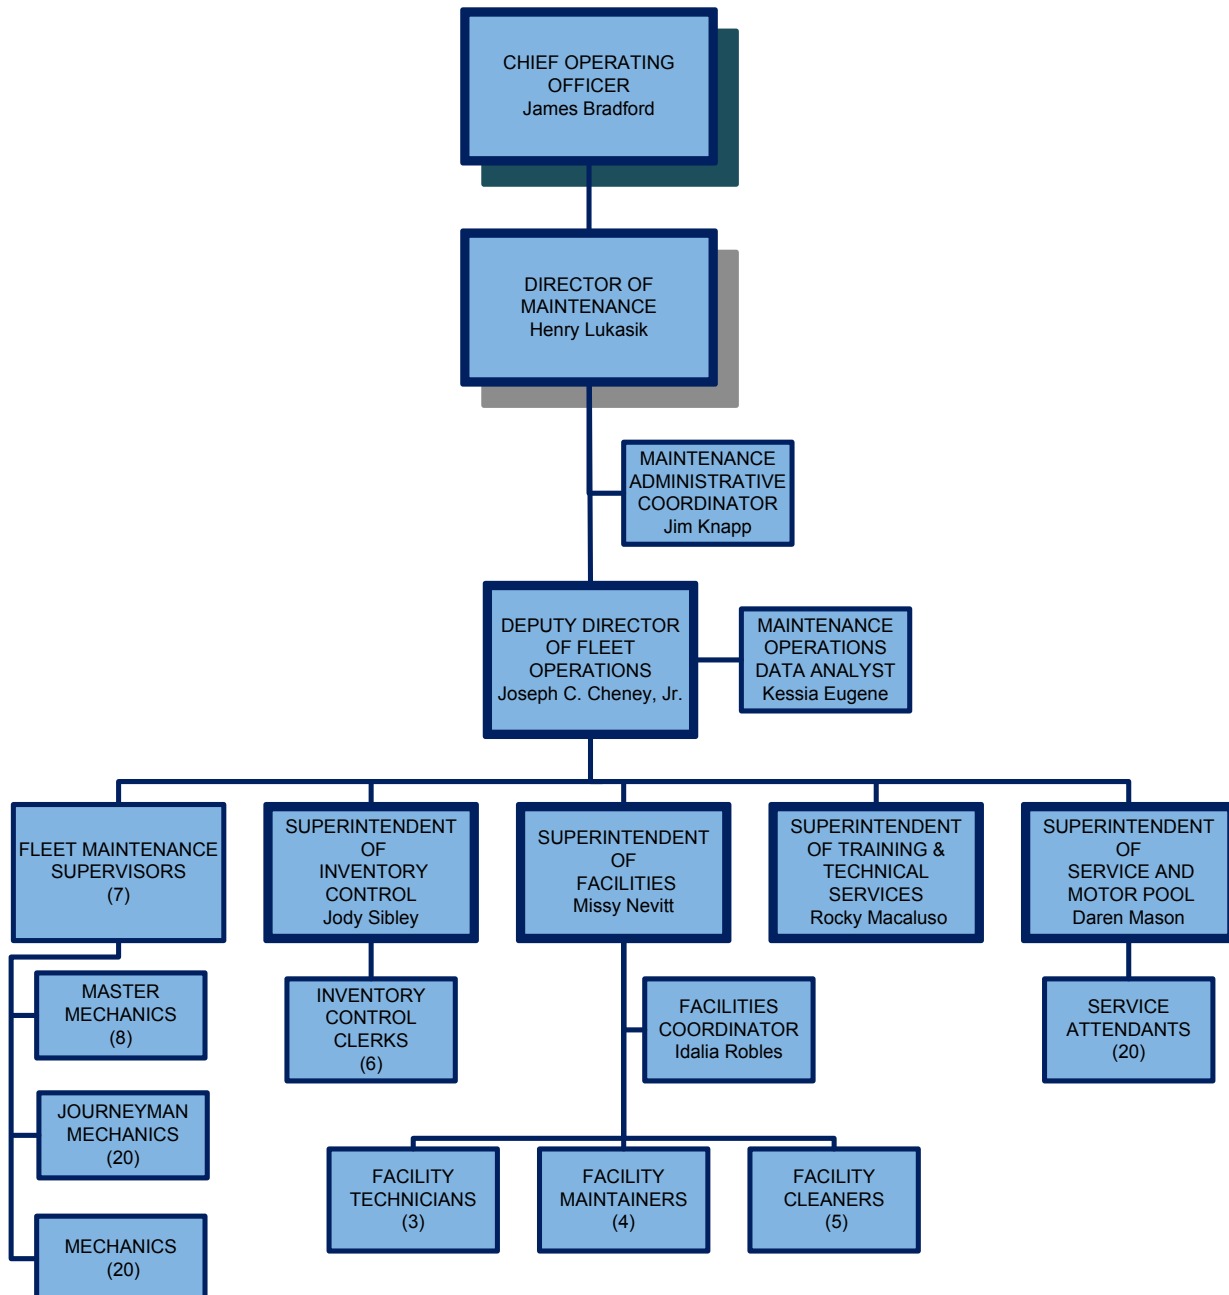 CHIEF OPERATING
OFFICER
James Bradford
DIRECTOR OF
MAINTENANCE
Henry Lukasik
MAINTENANCE
ADMINISTRATIVE
COORDINATOR
Jim Knapp
DEPUTY DIRECTOR
OF FLEET
OPERATIONS
Joseph C. Cheney, Jr.
MAINTENANCE
OPERATIONS
DATA ANALYST
Kessia Eugene
FLEET MAINTENANCE
SUPERVISORS
(7)
SUPERINTENDENT
OF
INVENTORY
CONTROL
Jody Sibley
SUPERINTENDENT
OF
FACILITIES
Missy Nevitt
SUPERINTENDENT
OF TRAINING &
TECHNICAL
SERVICES
Rocky Macaluso
SUPERINTENDENT
OF
SERVICE AND
MOTOR POOL
Daren Mason
MASTER
MECHANICS
(8)
INVENTORY
CONTROL
CLERKS
(6)
FACILITIES
COORDINATOR
Idalia Robles
SERVICE
ATTENDANTS
(20)
JOURNEYMAN
MECHANICS
(20)
FACILITY
TECHNICIANS
(3)
FACILITY
MAINTAINERS
(4)
FACILITY
CLEANERS
(5)
MECHANICS
(20)